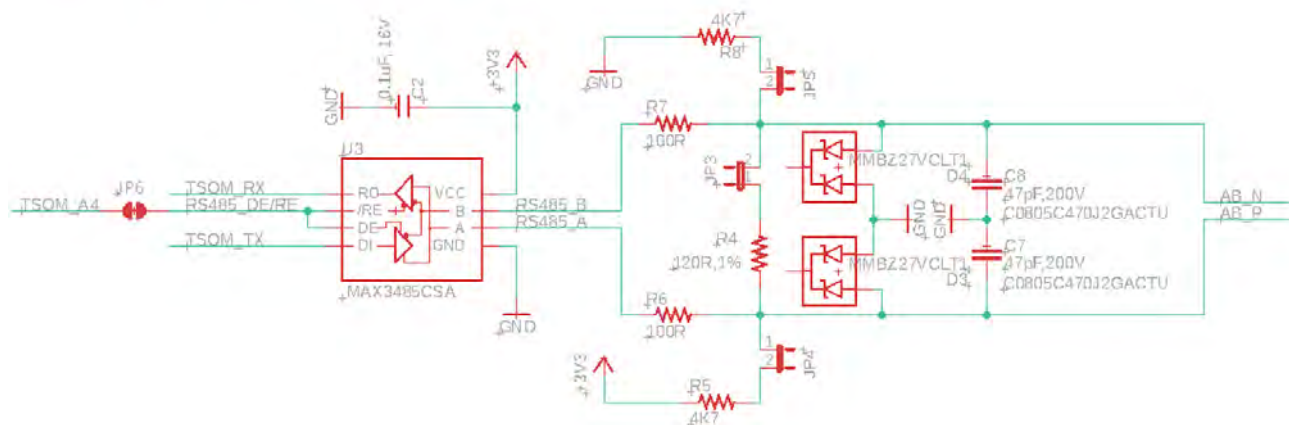 4K7
R8
0.1uF, 16V
C2
+3V3
GND
GND
1
2
JP5
R7
100R
U3
MMBZ27VCLT1
D4
C8
47pF,200V
C0805C470J2GACTU
JP3
2
1
JP6
TSOM_RX
RO
VCC
TSOM_A4
RS485_DE/RE
/RE
B
RS485_B
GND
GND
AB_N
DE
A
RS485_A
AB_P
TSOM_TX
DI
GND
R4
120R,1%
MMBZ27VCLT1
D3
C7
47pF,200V
C0805C470J2GACTU
MAX3485CSA
R6
100R
GND
1
2
JP4
+3V3
R5
4K7